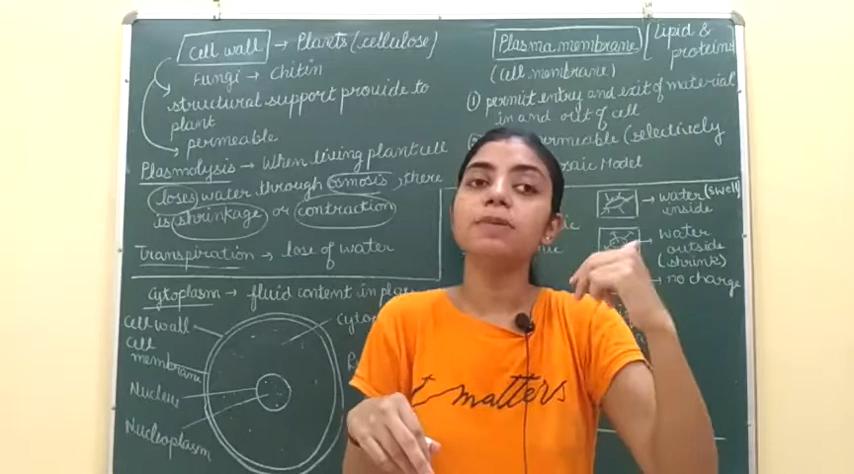 Cell wall → Plants (cellulose)
Fungi → chitin
structural support provide to
plant
permeable
Plasmolysis → When living plant cell
loses water through osmosis, there
is shrinkage or contraction
Transpiration → lose of water
Cytoplasm → fluid content in
Cell wall
Cell
membrane
Nucleus
Nucleoplasm
Plasma membrane
Lipid &
proteins
(cell membrane)
① permit entry and exit of material
in and out of cell
permeable (selectively
Mosaic Model
→ water (swell)
inside
→ water
outside
(shrink)
→ no charge
it matters